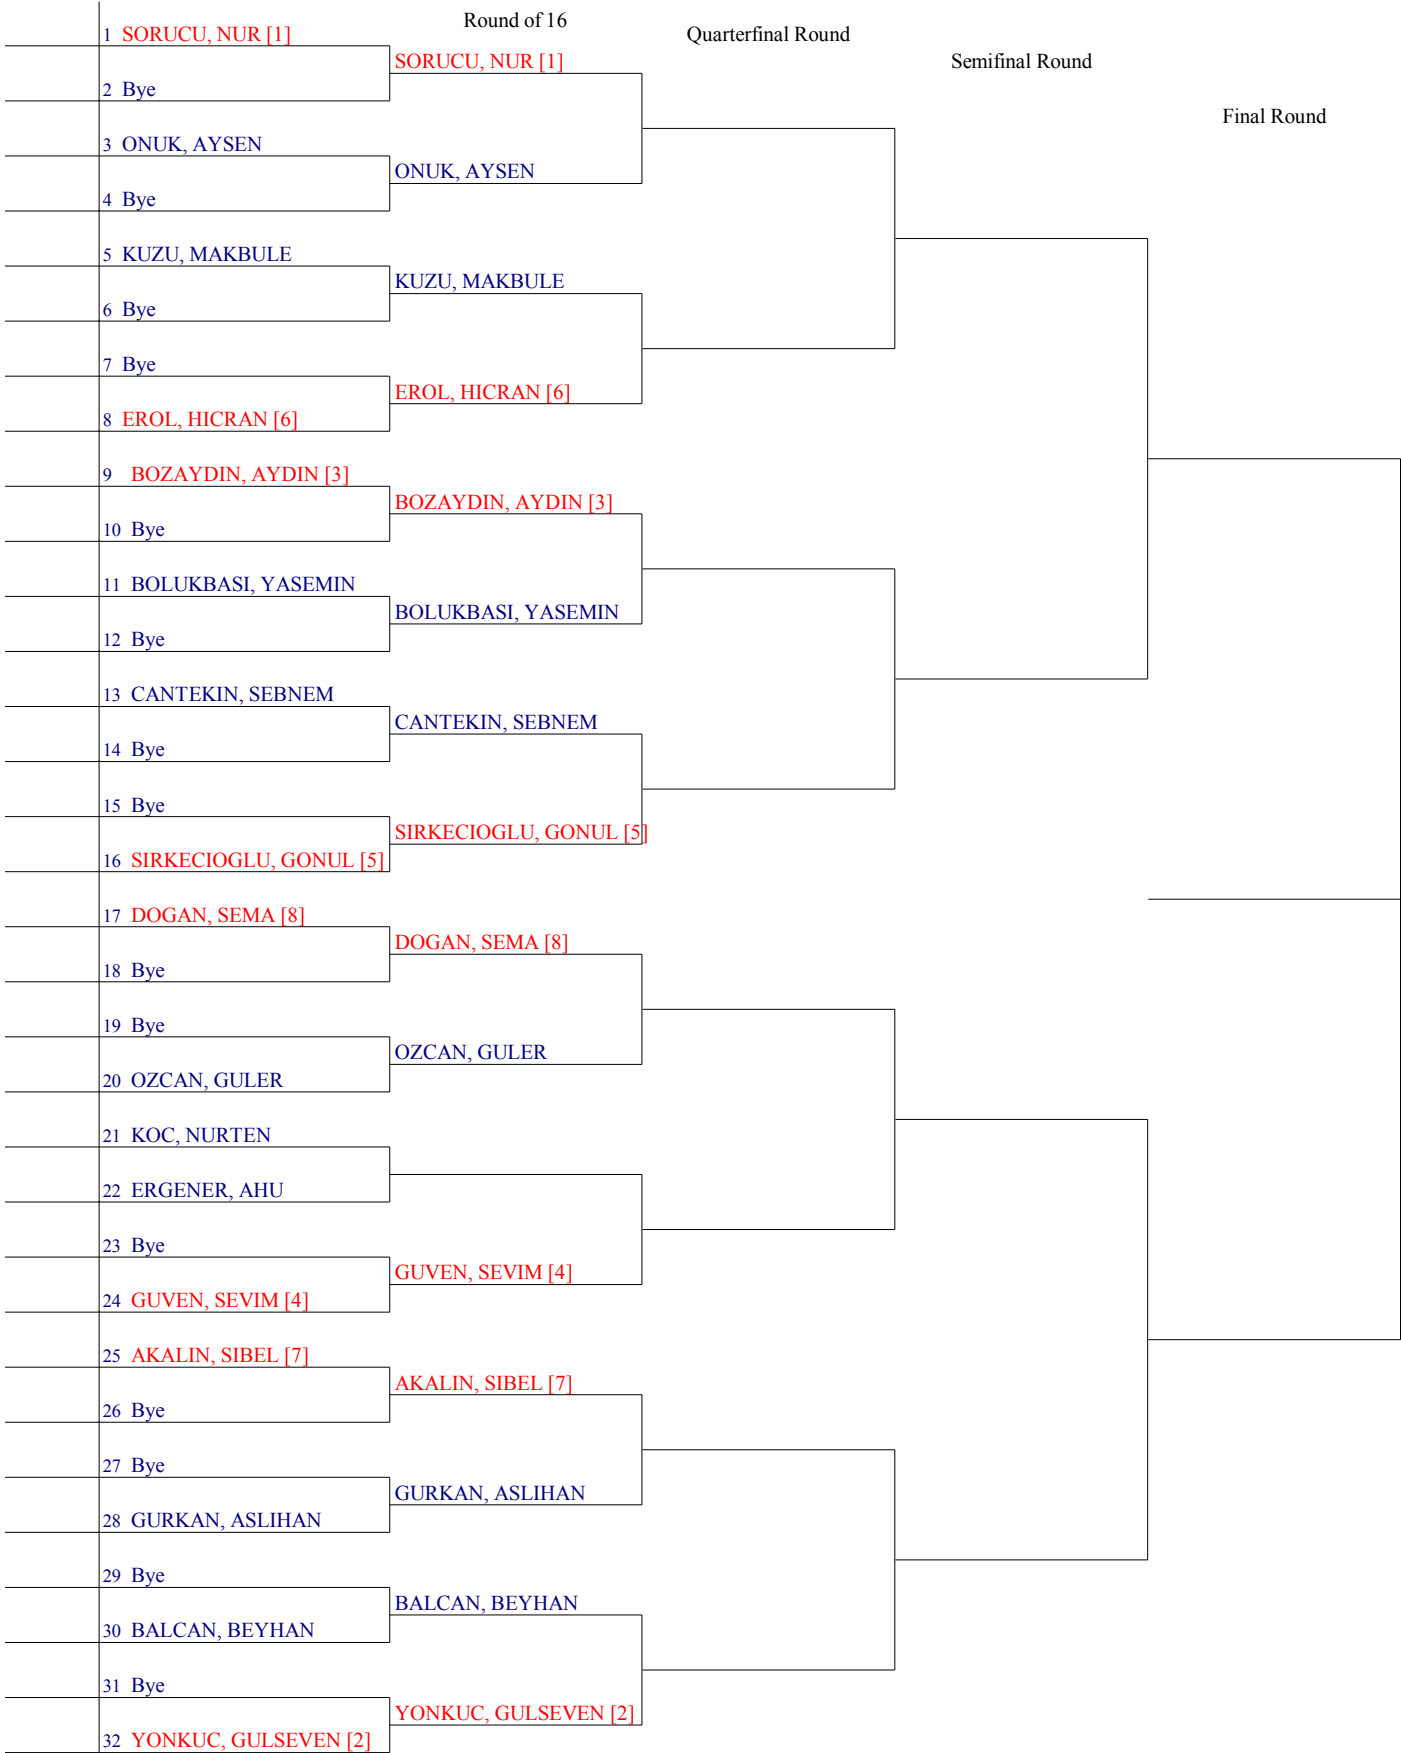 Round of 16
Quarterfinal Round
Semifinal Round
Final Round
1 SORUCU, NUR [1]
SORUCU, NUR [1]
2 Bye
3 ONUK, AYSEN
ONUK, AYSEN
4 Bye
5 KUZU, MAKBULE
KUZU, MAKBULE
6 Bye
7 Bye
EROL, HICRAN [6]
8 EROL, HICRAN [6]
9 BOZAYDIN, AYDIN [3]
BOZAYDIN, AYDIN [3]
10 Bye
11 BOLUKBASI, YASEMIN
BOLUKBASI, YASEMIN
12 Bye
13 CANTEKIN, SEBNEM
CANTEKIN, SEBNEM
14 Bye
15 Bye
SIRKECIOGLU, GONUL [5]
16 SIRKECIOGLU, GONUL [5]
17 DOGAN, SEMA [8]
DOGAN, SEMA [8]
18 Bye
19 Bye
OZCAN, GULER
20 OZCAN, GULER
21 KOC, NURTEN
22 ERGENER, AHU
23 Bye
GUVEN, SEVIM [4]
24 GUVEN, SEVIM [4]
25 AKALIN, SIBEL [7]
AKALIN, SIBEL [7]
26 Bye
27 Bye
GURKAN, ASLIHAN
28 GURKAN, ASLIHAN
29 Bye
BALCAN, BEYHAN
30 BALCAN, BEYHAN
31 Bye
YONKUC, GULSEVEN [2]
32 YONKUC, GULSEVEN [2]